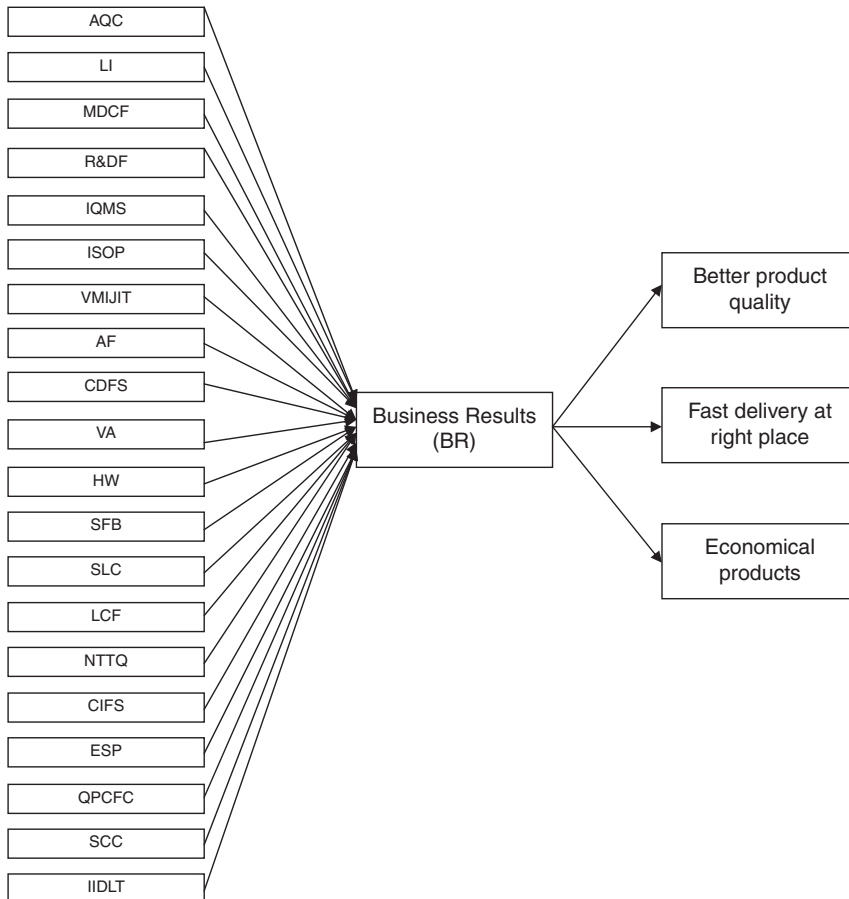 AQC
LI
MDCF
R&DF
IQMS
ISOP
VMIJIT
AF
CDFS
VA
HW
SFB
SLC
LCF
NTTQ
CIFS
ESP
QPCFC
SCC
IIDLT
Business Results
(BR)
Better product
quality
Fast delivery at
right place
Economical
products